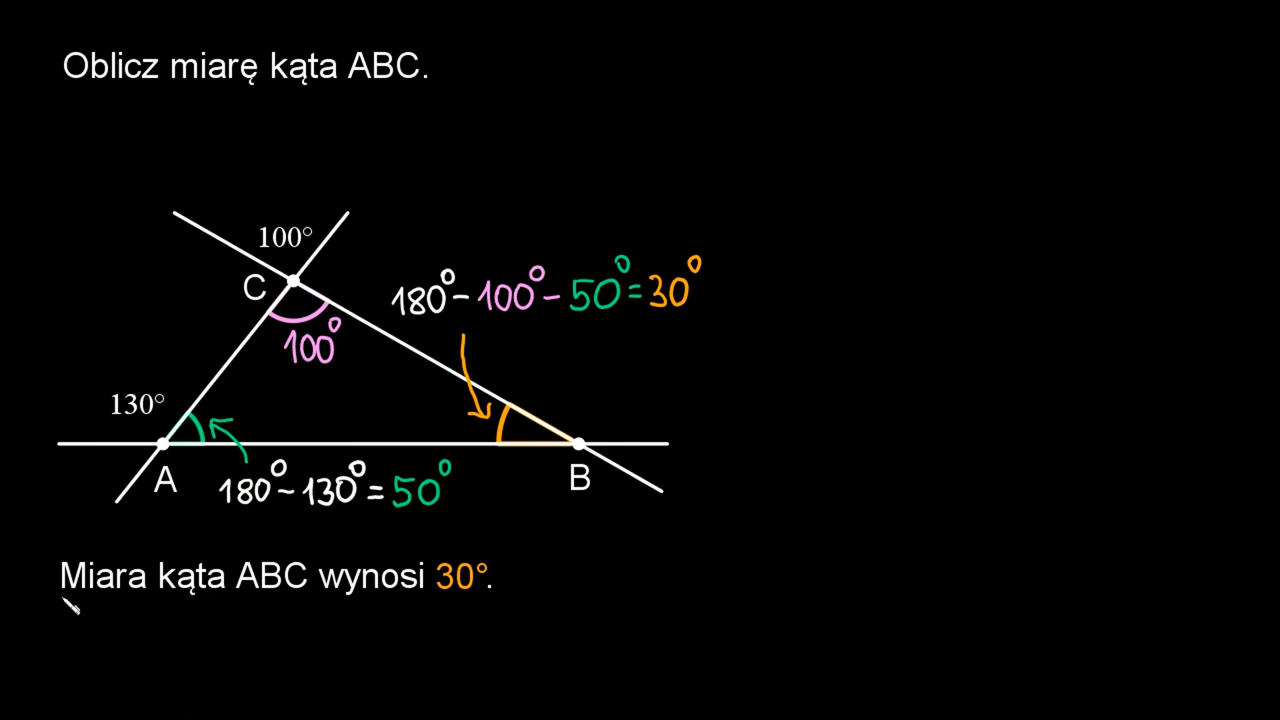 Oblicz miarę kąta ABC.
100°
C
180° - 100° - 50° = 30°
100°
130°
A
B
180° - 130° = 50°
Miara kąta ABC wynosi 30°.